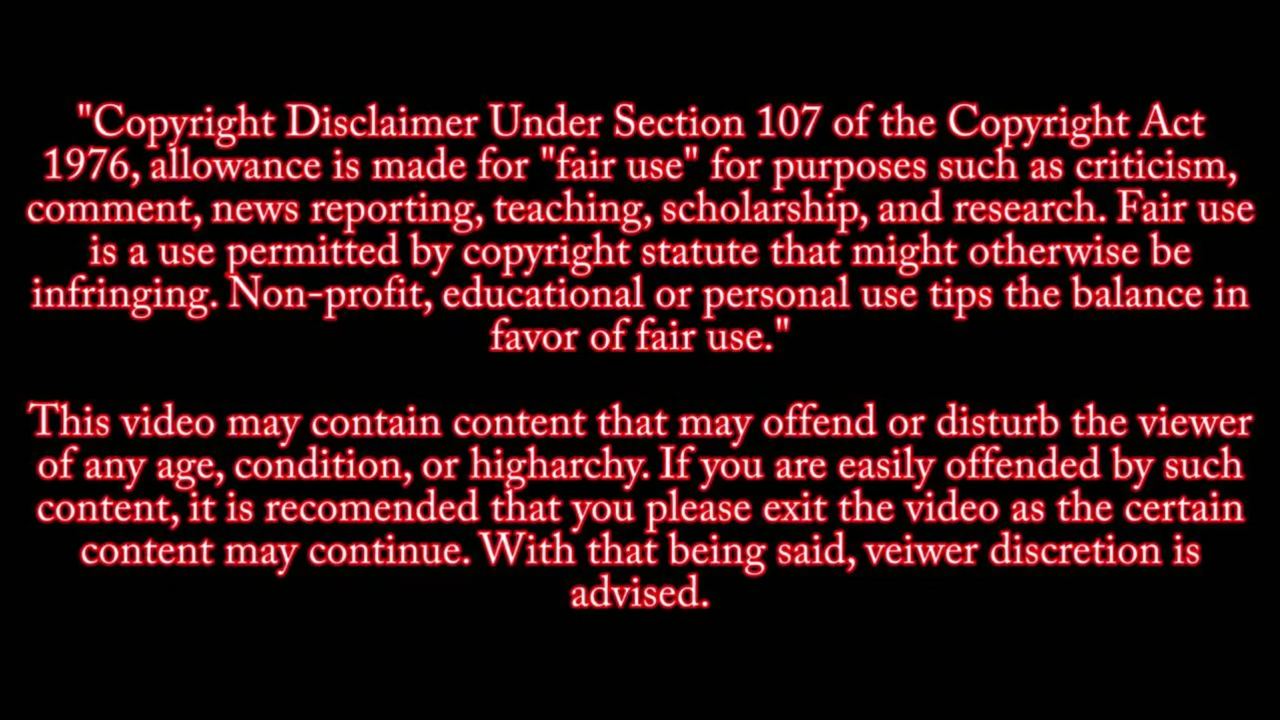 "Copyright Disclaimer Under Section 107 of the Copyright Act
1976, allowance is made for "fair use" for purposes such as criticism,
comment, news reporting, teaching, scholarship, and research. Fair use
is a use permitted by copyright statute that might otherwise be
infringing. Non-profit, educational or personal use tips the balance in
favor of fair use."
This video may contain content that may offend or disturb the viewer
of any age, condition, or higharchy. If you are easily offended by such
content, it is recomended that you please exit the video as the certain
content may continue. With that being said, veiwer discretion is
advised.